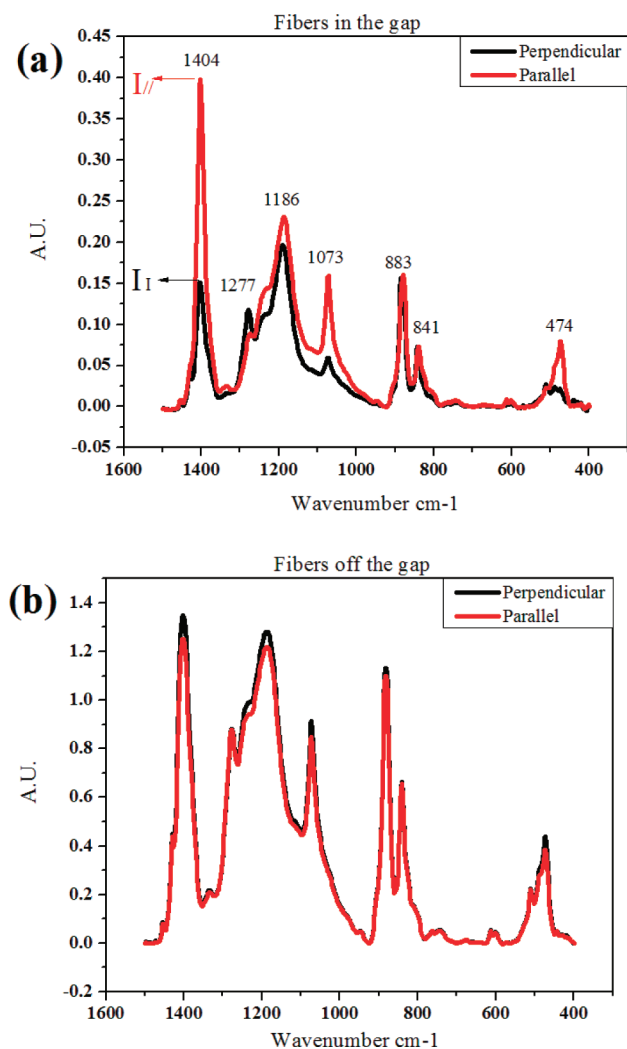 Fibers in the gap
(a)
Perpendicular
Parallel
I//
1404
I I
1277
1186
1073
883
841
474
0.45
0.40
0.35
0.30
0.25
0.20
0.15
0.10
0.05
0.00
-0.05
A.U.
1600 1400 1200 1000 800 600 400
Wavenumber cm-1
Fibers off the gap
(b)
Perpendicular
Parallel
1.4
1.2
1.0
0.8
0.6
0.4
0.2
0.0
-0.2
A.U.
1600 1400 1200 1000 800 600 400
Wavenumber cm-1